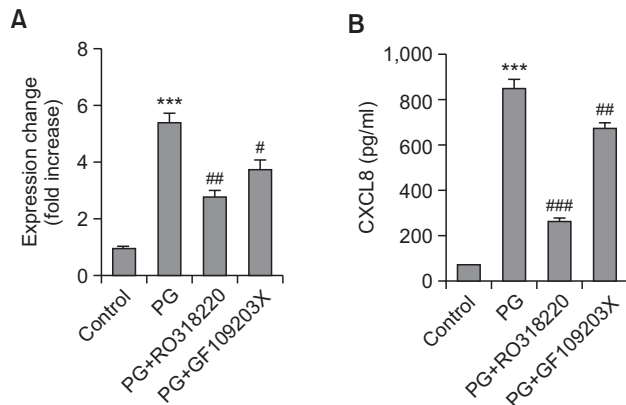 A
Expression change
(fold increase)
8
6
4
2
0
***
##
#
Control
PG
PG+RO318220
PG+GF109203X
B
CXCL8 (pg/ml)
1,000
800
600
400
200
0
***
###
##
Control
PG
PG+RO318220
PG+GF109203X